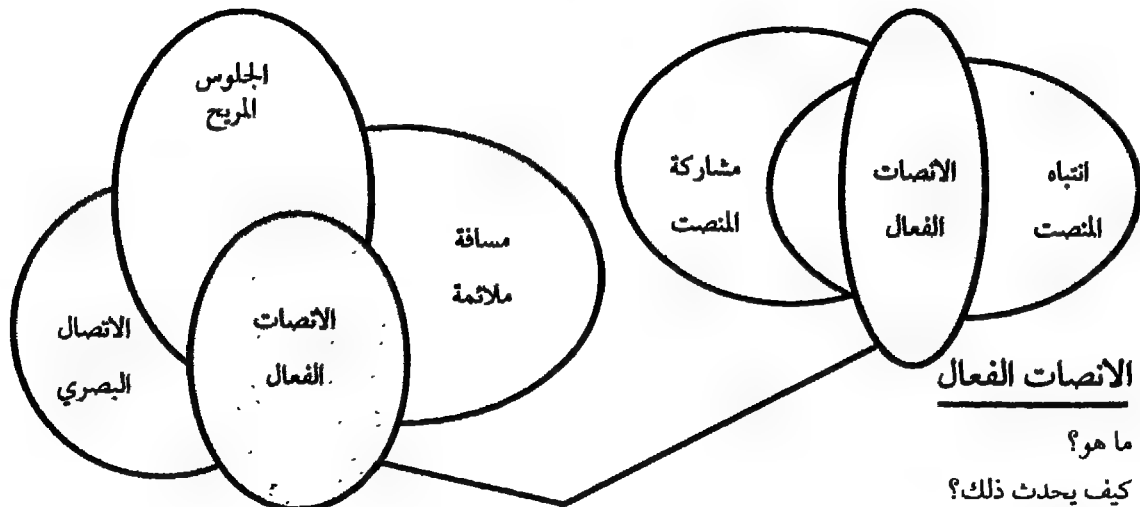 الجلوس
المريح
مشاركة
المنصت
الانصات
الفعال
انتباه
المنصت
مسافة
ملائمة
الاتصال
البصري
الانصات
الفعال
الانصات الفعال
ما هو؟
كيف يحدث ذلك؟